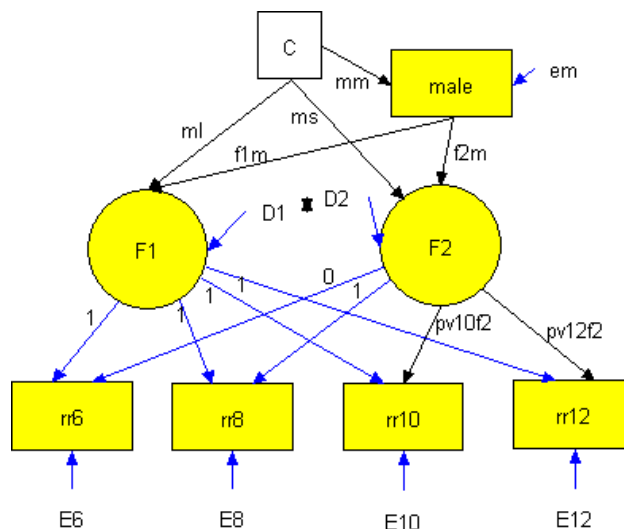 C
mm
male
em
ml
ms
f1m
f2m
D1
D2
F1
F2
1
1
1
1
0
1
pv10f2
pv12f2
rr6
rr8
rr10
rr12
E6
E8
E10
E12